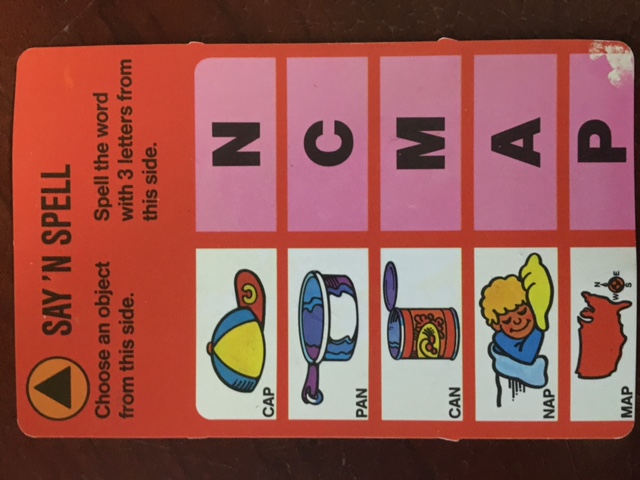 SAY 'N SPELL
Choose an object
from this side.
Spell the word
with 3 letters from
this side.
CAP
N
PAN
C
CAN
M
NAP
A
MAP
N
W E
S
P